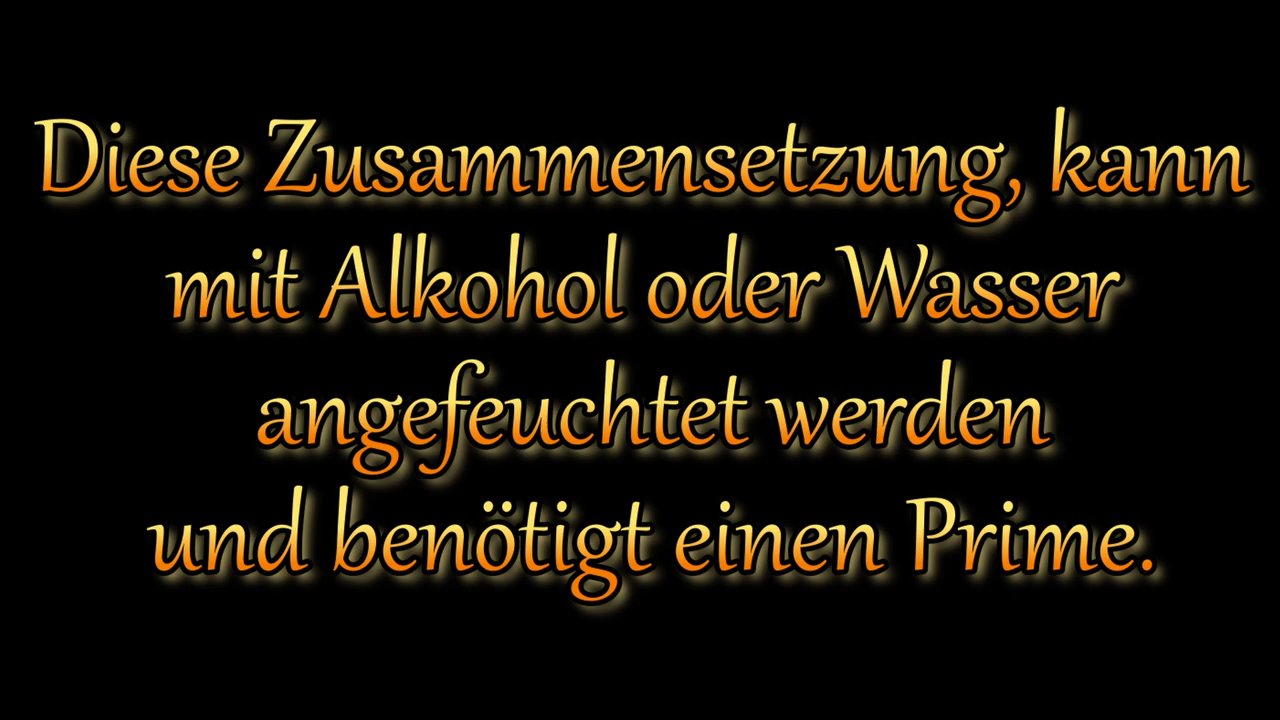 Diese Zusammensetzung, kann
mit Alkohol oder Wasser
angefeuchtet werden
und benötigt einen Prime.